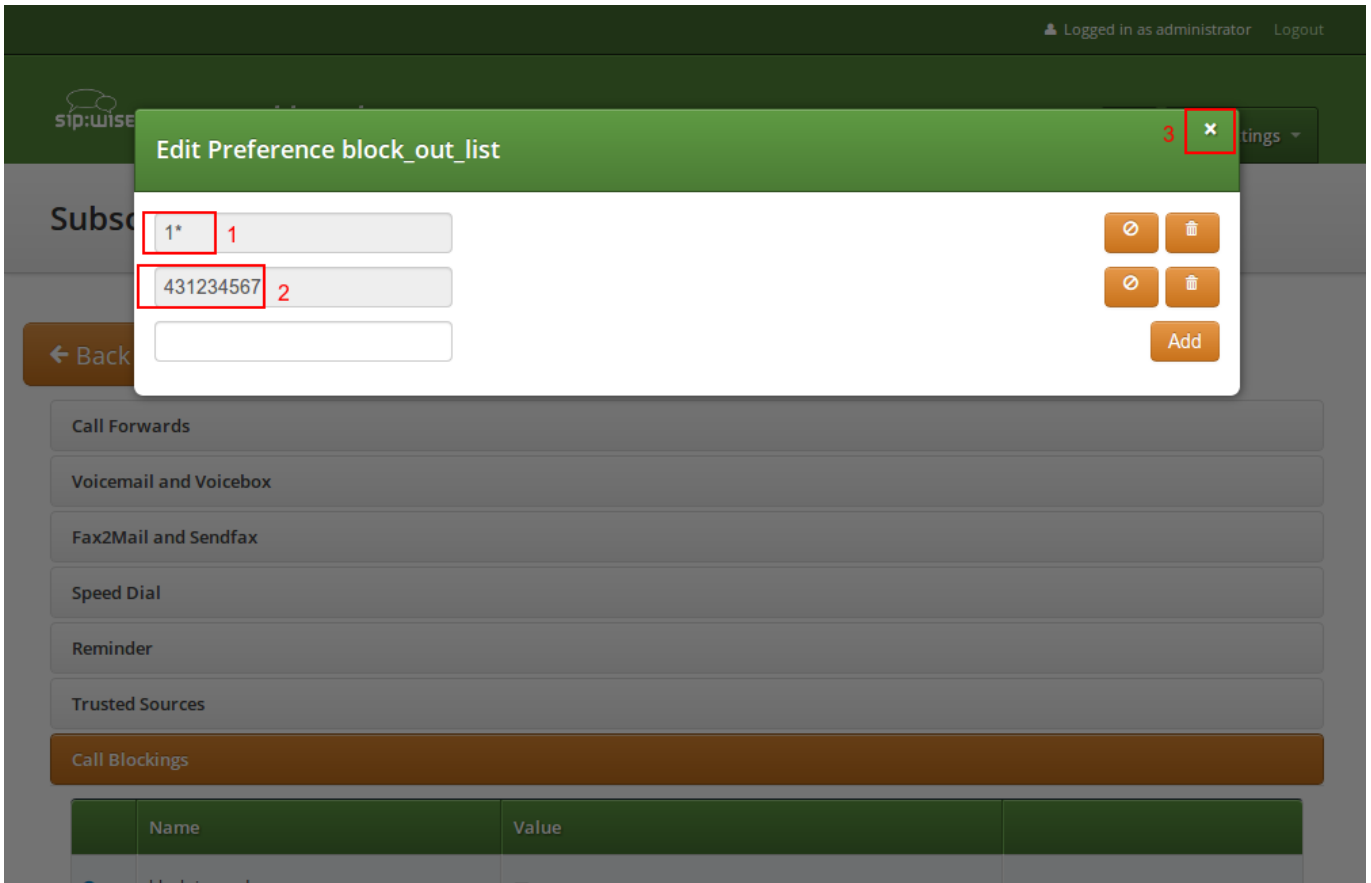 Logged in as administrator Logout
sip:wise
3 × tings
Edit Preference block_out_list
Subsc
1* 1
431234567 2
Back Add
Call Forwards
Voicemail and Voicebox
Fax2Mail and Sendfax
Speed Dial
Reminder
Trusted Sources
Call Blockings
Name Value